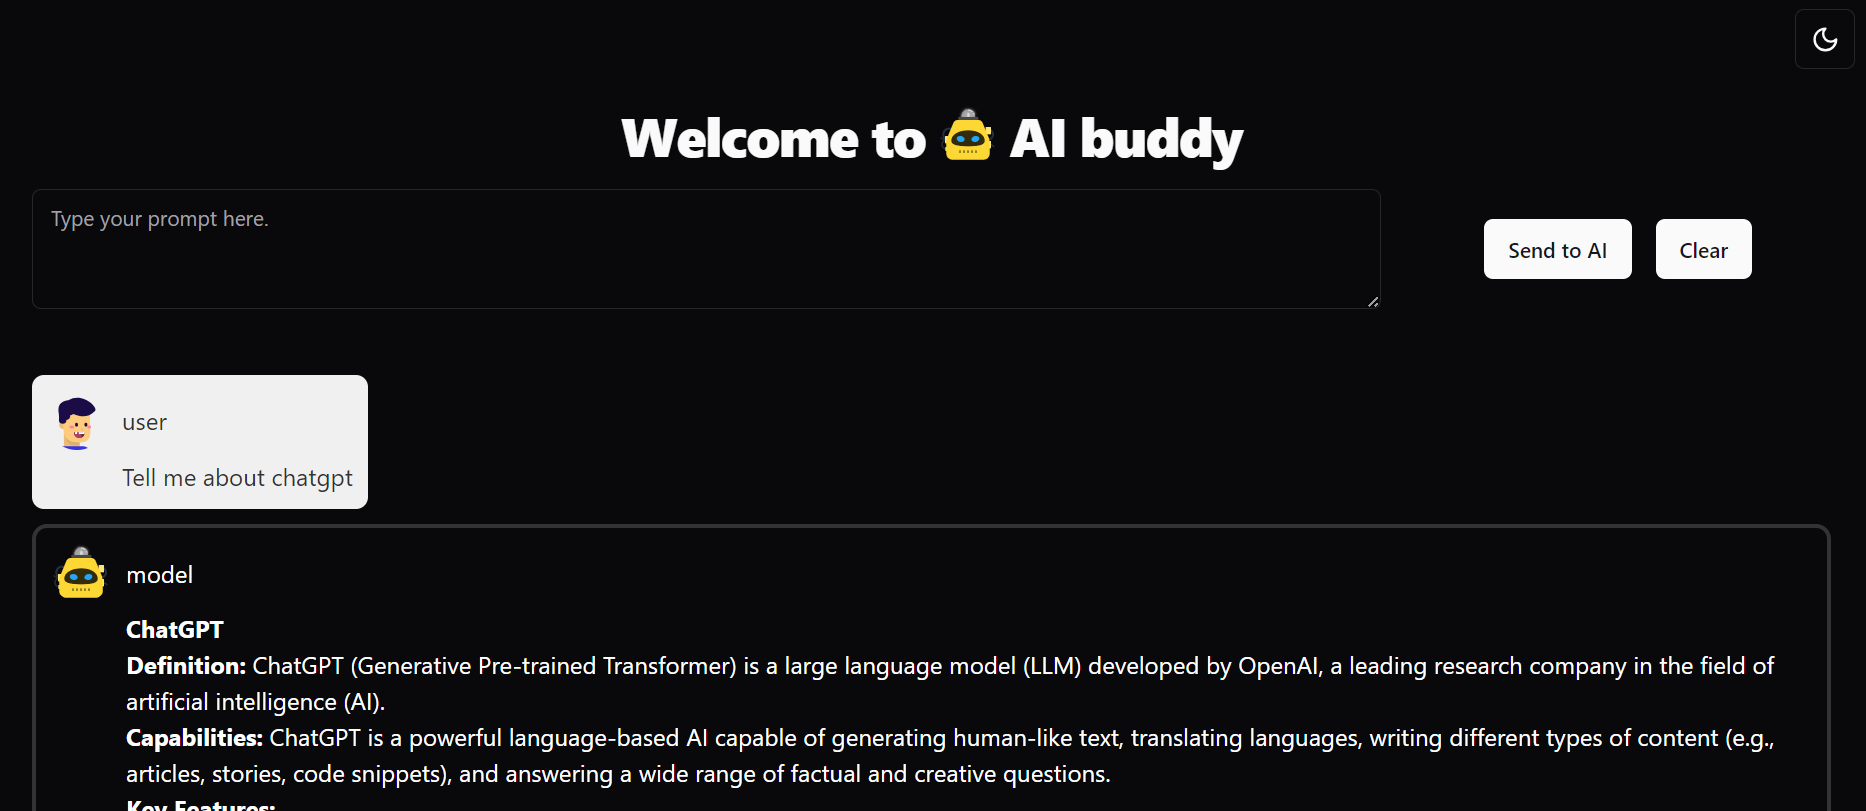 Welcome to AI buddy
Type your prompt here.
Send to AI
Clear
user
Tell me about chatgpt
model
ChatGPT
Definition: ChatGPT (Generative Pre-trained Transformer) is a large language model (LLM) developed by OpenAI, a leading research company in the field of
artificial intelligence (AI).
Capabilities: ChatGPT is a powerful language-based AI capable of generating human-like text, translating languages, writing different types of content (e.g.,
articles, stories, code snippets), and answering a wide range of factual and creative questions.
Key Features: